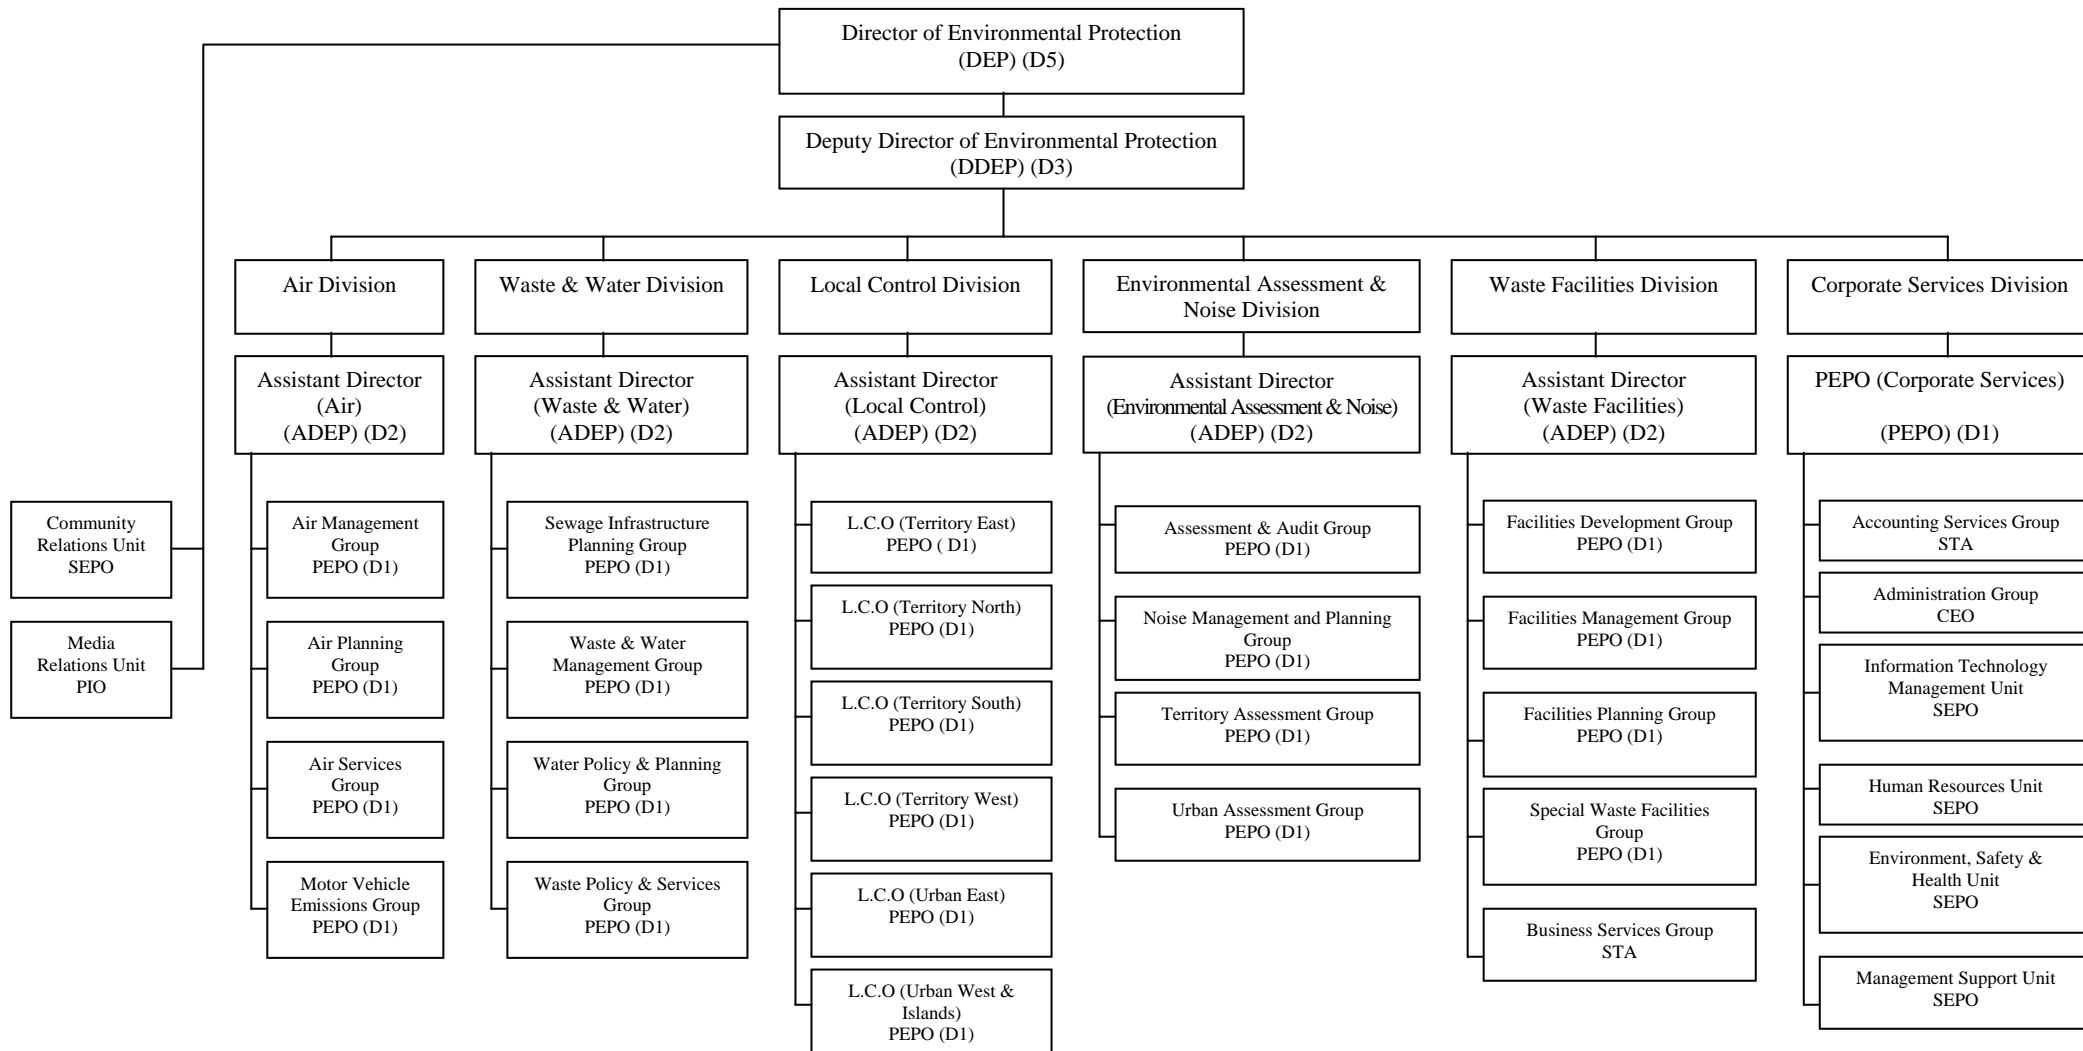 Director of Environmental Protection
(DEP) (D5)
Deputy Director of Environmental Protection
(DDEP) (D3)
Air Division
Waste & Water Division
Local Control Division
Environmental Assessment &
Noise Division
Waste Facilities Division
Corporate Services Division
Assistant Director
(Air)
(ADEP) (D2)
Assistant Director
(Waste & Water)
(ADEP) (D2)
Assistant Director
(Local Control)
(ADEP) (D2)
Assistant Director
(Environmental Assessment & Noise)
(ADEP) (D2)
Assistant Director
(Waste Facilities)
(ADEP) (D2)
PEPO (Corporate Services)
(PEPO) (D1)
Community
Relations Unit
SEPO
Media
Relations Unit
PIO
Air Management
Group
PEPO (D1)
Air Planning
Group
PEPO (D1)
Air Services
Group
PEPO (D1)
Motor Vehicle
Emissions Group
PEPO (D1)
Sewage Infrastructure
Planning Group
PEPO (D1)
Waste & Water
Management Group
PEPO (D1)
Water Policy & Planning
Group
PEPO (D1)
Waste Policy & Services
Group
PEPO (D1)
L.C.O (Territory East)
PEPO ( D1)
L.C.O (Territory North)
PEPO (D1)
L.C.O (Territory South)
PEPO (D1)
L.C.O (Territory West)
PEPO (D1)
L.C.O (Urban East)
PEPO (D1)
L.C.O (Urban West &
Islands)
PEPO (D1)
Assessment & Audit Group
PEPO (D1)
Noise Management and Planning
Group
PEPO (D1)
Territory Assessment Group
PEPO (D1)
Urban Assessment Group
PEPO (D1)
Facilities Development Group
PEPO (D1)
Facilities Management Group
PEPO (D1)
Facilities Planning Group
PEPO (D1)
Special Waste Facilities
Group
PEPO (D1)
Business Services Group
STA
Accounting Services Group
STA
Administration Group
CEO
Information Technology
Management Unit
SEPO
Human Resources Unit
SEPO
Environment, Safety &
Health Unit
SEPO
Management Support Unit
SEPO